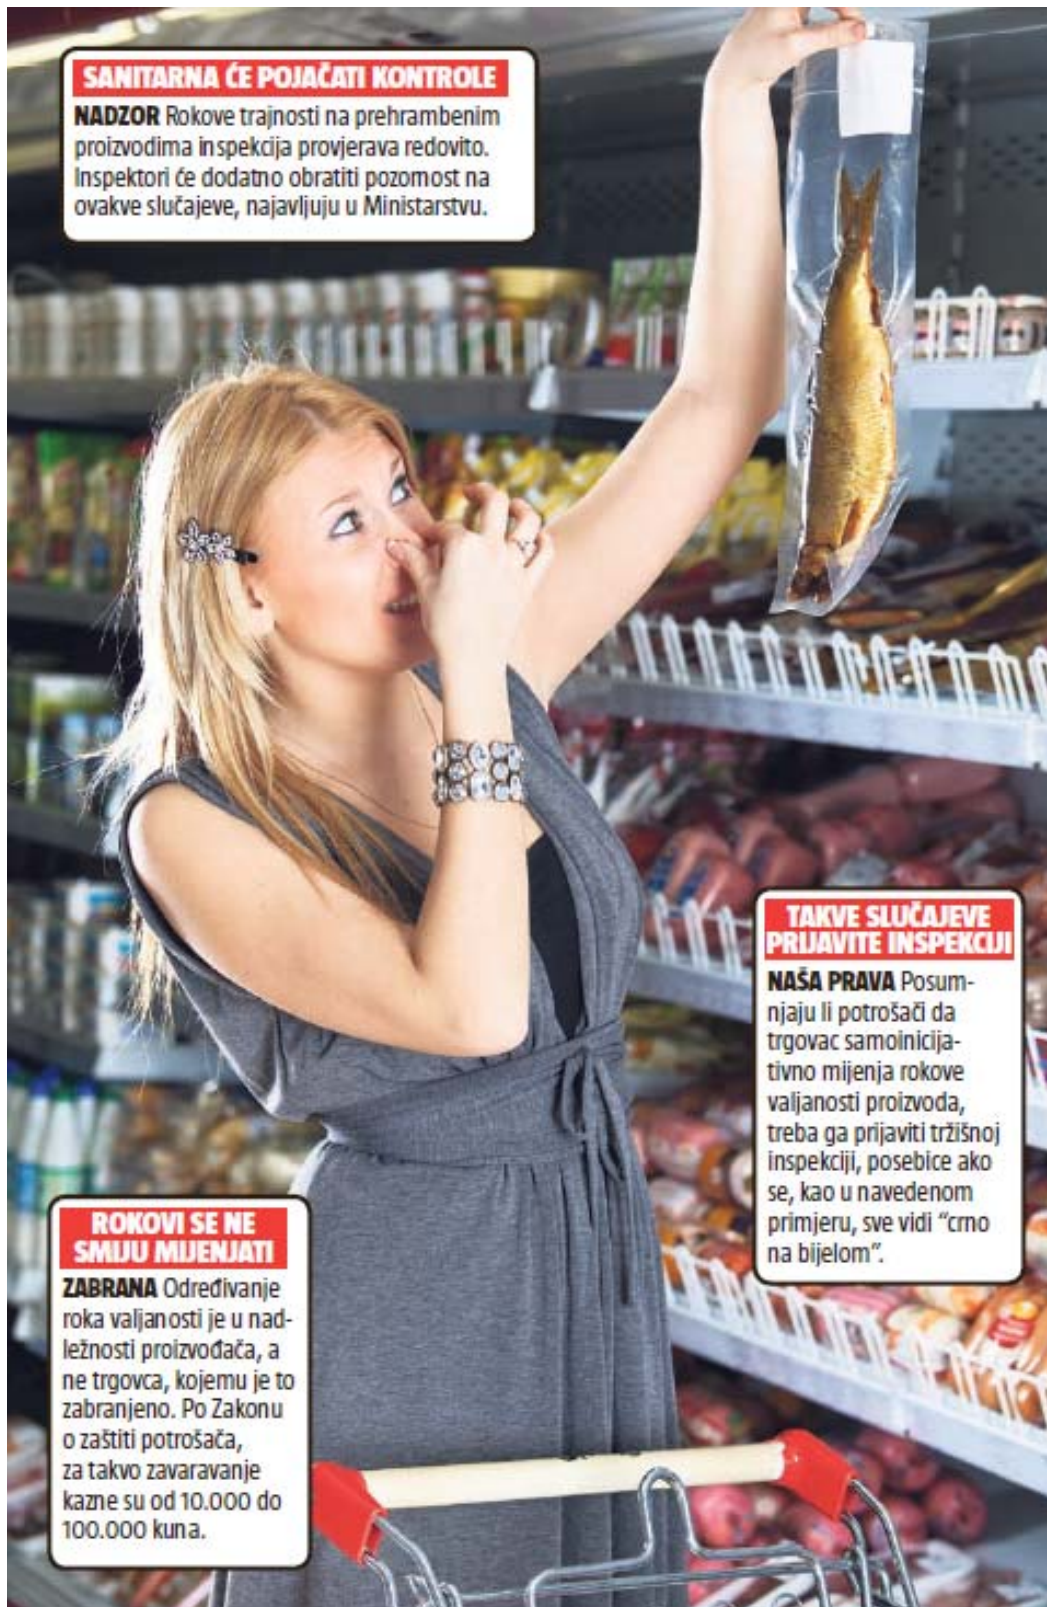 SANITARNA ĆE POJAČATI KONTROLE
NADZOR Rokove trajnosti na prehrambenim
proizvodima inspekcija provjerava redovito.
Inspektori će dodatno obratiti pozornost na
ovakve slučajeve, najavljuju u Ministarstvu.
TAKVE SLUČAJEVE
PRIJAVITE INSPEKCIJI
NAŠA PRAVA Posum-
njaju li potrošači da
trgovac samoinicija-
tivno mijenja rokove
valjanosti proizvoda,
treba ga prijaviti tržišnoj
inspekciji, posebice ako
se, kao u navedenom
primjeru, sve vidi “crno
na bijelom”.
ROKOVI SE NE
SMIJU MIJENJATI
ZABRANA Određivanje
roka valjanosti je u nad-
ležnosti proizvođača, a
ne trgovca, kojemu je to
zabranjeno. Po Zakonu
o zaštiti potrošača,
za takvo zavaravanje
kazne su od 10.000 do
100.000 kuna.